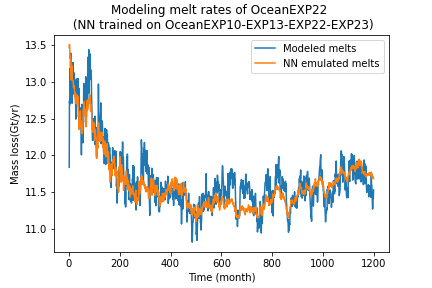 Modeling melt rates of OceanEXP22
(NN trained on OceanEXP10-EXP13-EXP22-EXP23)
Modeled melts
NN emulated melts
Mass loss(Gt/yr)
13.5
13.0
12.5
12.0
11.5
11.0
0 200 400 600 800 1000 1200
Time (month)